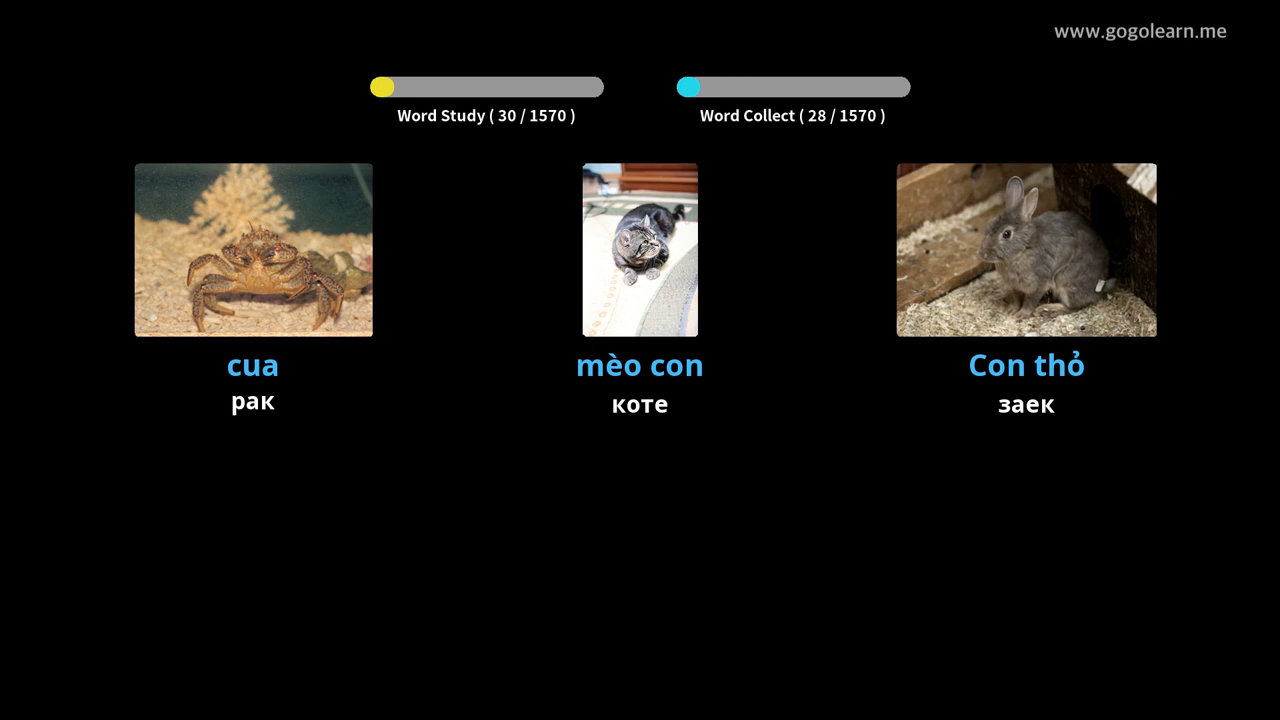 www.gogolearn.me
Word Study ( 30 / 1570 )
Word Collect ( 28 / 1570 )
cua
mèo con
Con thỏ
рак
коте
заек